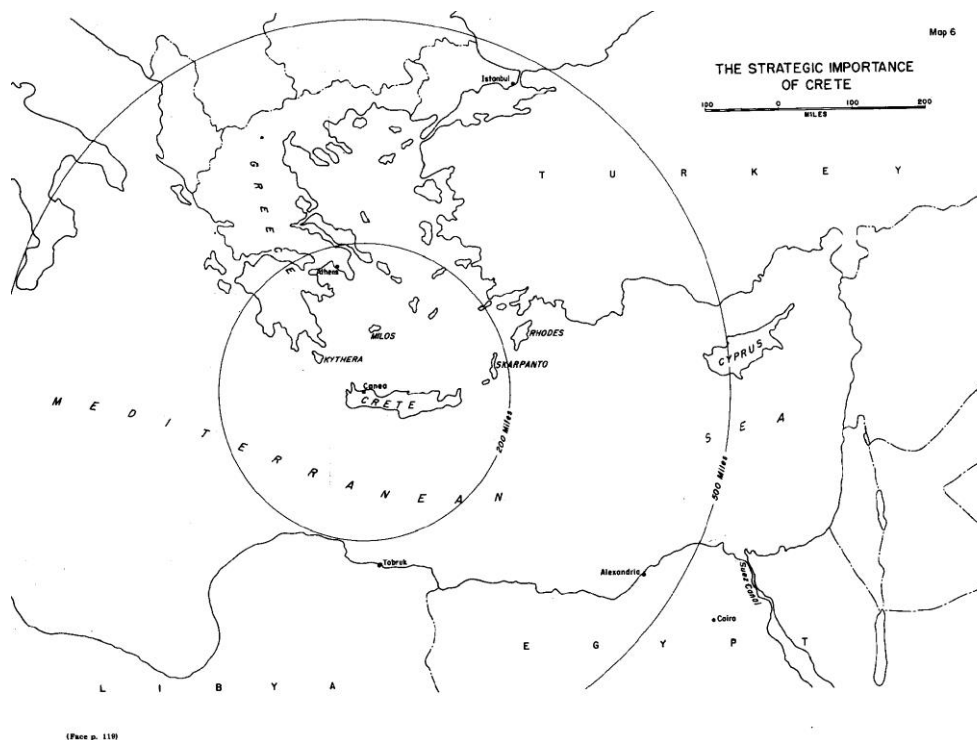 Map 6
THE STRATEGIC IMPORTANCE
OF CRETE
100 0 100 200
MILES
Istanbul
T U R K E Y
G R E E C E
Athens
MILOS
RHODES
KYTHERA
SKARPANTO
CYPRUS
Canea
CRETE
M E D I T E R R A N E A N
S E A
200 Miles
500 Miles
Tobruk
Alexandria
Suez Canal
Cairo
E G Y P T
L I B Y A
(Face p. 119)